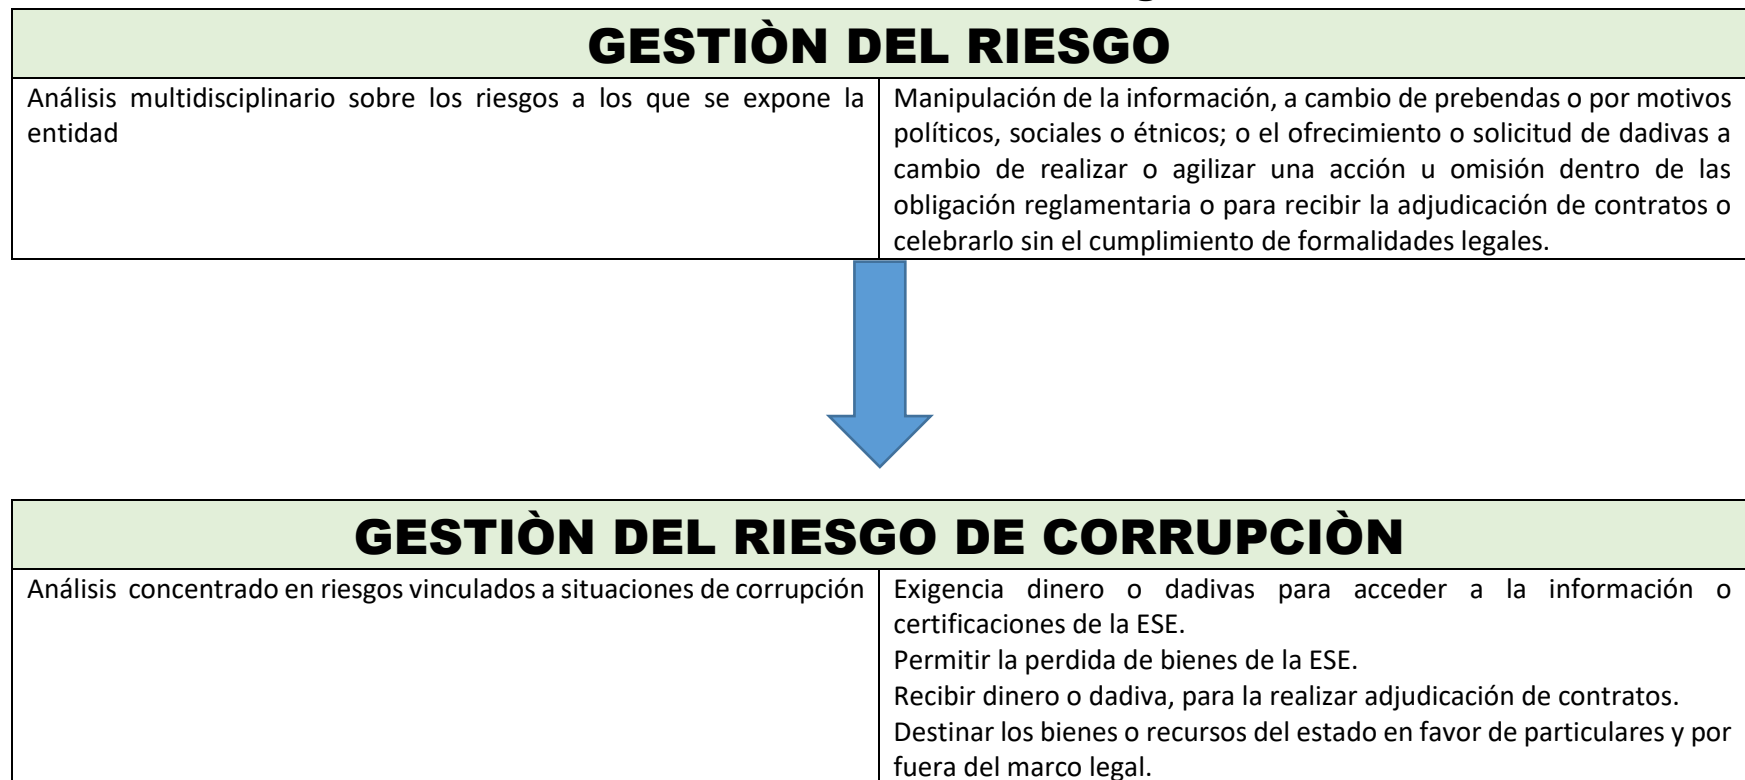 GESTIÒN DEL RIESGO
Análisis multidisciplinario sobre los riesgos a los que se expone la
entidad
Manipulación de la información, a cambio de prebendas o por motivos
políticos, sociales o étnicos; o el ofrecimiento o solicitud de dadivas a
cambio de realizar o agilizar una acción u omisión dentro de las
obligación reglamentaria o para recibir la adjudicación de contratos o
celebrarlo sin el cumplimiento de formalidades legales.
GESTIÒN DEL RIESGO DE CORRUPCIÒN
Análisis concentrado en riesgos vinculados a situaciones de corrupción
Exigencia dinero o dadivas para acceder a la información o
certificaciones de la ESE.
Permitir la perdida de bienes de la ESE.
Recibir dinero o dadiva, para la realizar adjudicación de contratos.
Destinar los bienes o recursos del estado en favor de particulares y por
fuera del marco legal.